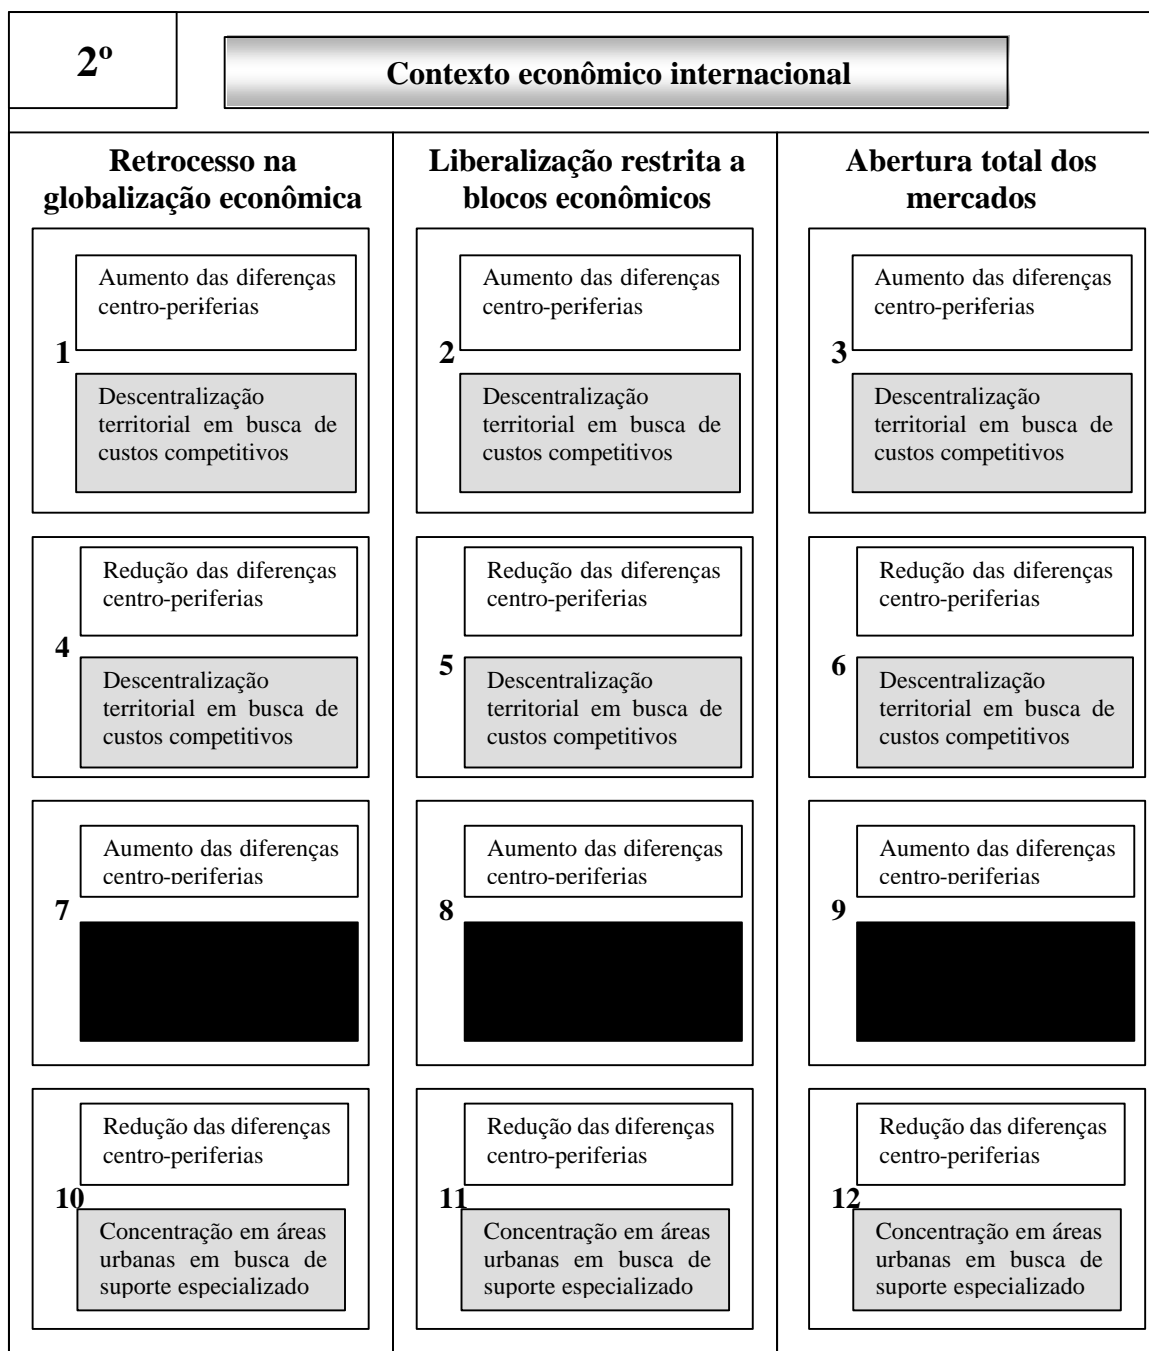 2º
Contexto econômico internacional
Retrocesso na
globalização econômica
Liberalização restrita a
blocos econômicos
Abertura total dos
mercados
1
Aumento das diferenças
centro-periferias
Descentralização
territorial em busca de
custos competitivos
2
Aumento das diferenças
centro-periferias
Descentralização
territorial em busca de
custos competitivos
3
Aumento das diferenças
centro-periferias
Descentralização
territorial em busca de
custos competitivos
4
Redução das diferenças
centro-periferias
Descentralização
territorial em busca de
custos competitivos
5
Redução das diferenças
centro-periferias
Descentralização
territorial em busca de
custos competitivos
6
Redução das diferenças
centro-periferias
Descentralização
territorial em busca de
custos competitivos
7
Aumento das diferenças
centro-periferias
8
Aumento das diferenças
centro-periferias
9
Aumento das diferenças
centro-periferias
10
Redução das diferenças
centro-periferias
Concentração em áreas
urbanas em busca de
suporte especializado
11
Redução das diferenças
centro-periferias
Concentração em áreas
urbanas em busca de
suporte especializado
12
Redução das diferenças
centro-periferias
Concentração em áreas
urbanas em busca de
suporte especializado